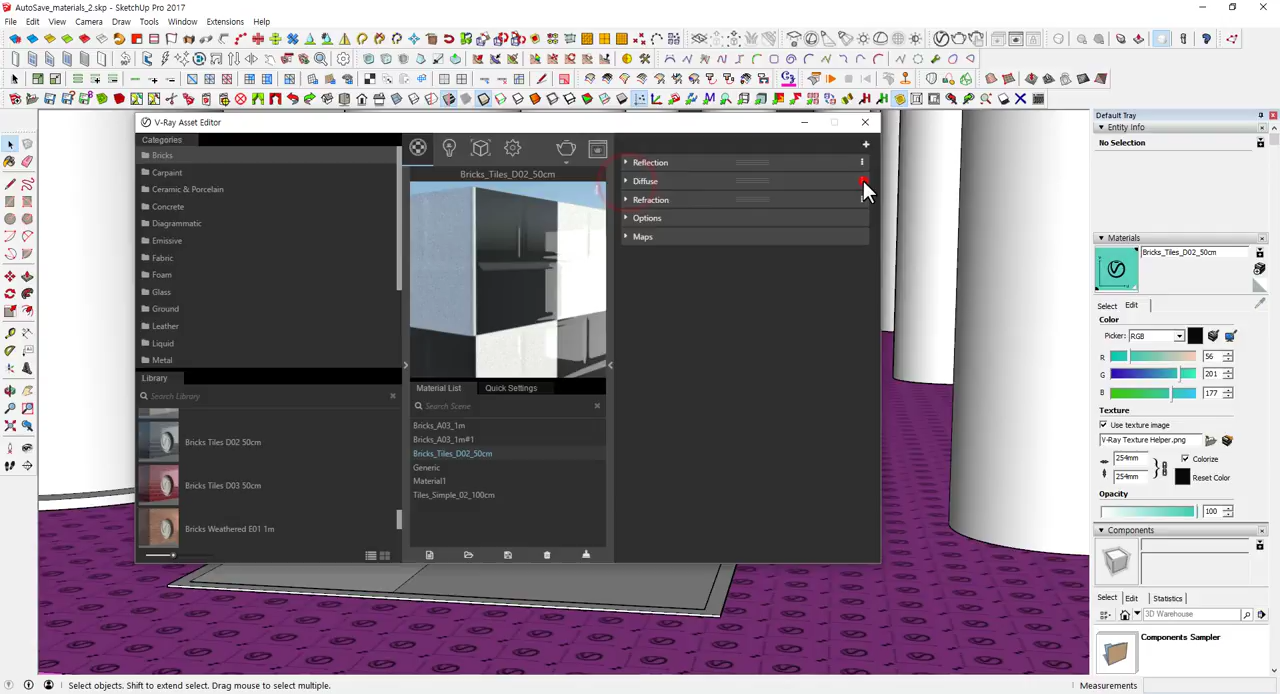 AutoSave_materials_2.skp - SketchUp Pro 2017
File Edit View Camera Draw Tools Window Extensions Help
V-Ray Asset Editor
Categories
Bricks
Carpaint
Ceramic & Porcelain
Concrete
Diagrammatic
Emissive
Fabric
Foam
Glass
Ground
Leather
Liquid
Metal
Library
Search Library
Bricks Tiles D02 50cm
Bricks Tiles D03 50cm
Bricks Weathered E01 1m
Bricks_Tiles_D02_50cm
Material List Quick Settings
Search Scene
Bricks_A03_1m
Bricks_A03_1m#1
Bricks_Tiles_D02_50cm
Generic
Material1
Tiles_Simple_02_100cm
Reflection
Diffuse
Refraction
Options
Maps
Default Tray
Entity Info
No Selection
Materials
Bricks_Tiles_D02_50cm
Select Edit
Color
Picker: RGB
R 56
G 201
B 177
Texture
Use texture image
V-Ray Texture Helper.png
254mm Colorize
254mm Reset Color
Opacity
100
Components
Select Edit Statistics
3D Warehouse
Components Sampler
Select objects. Shift to extend select. Drag mouse to select multiple.
Measurements